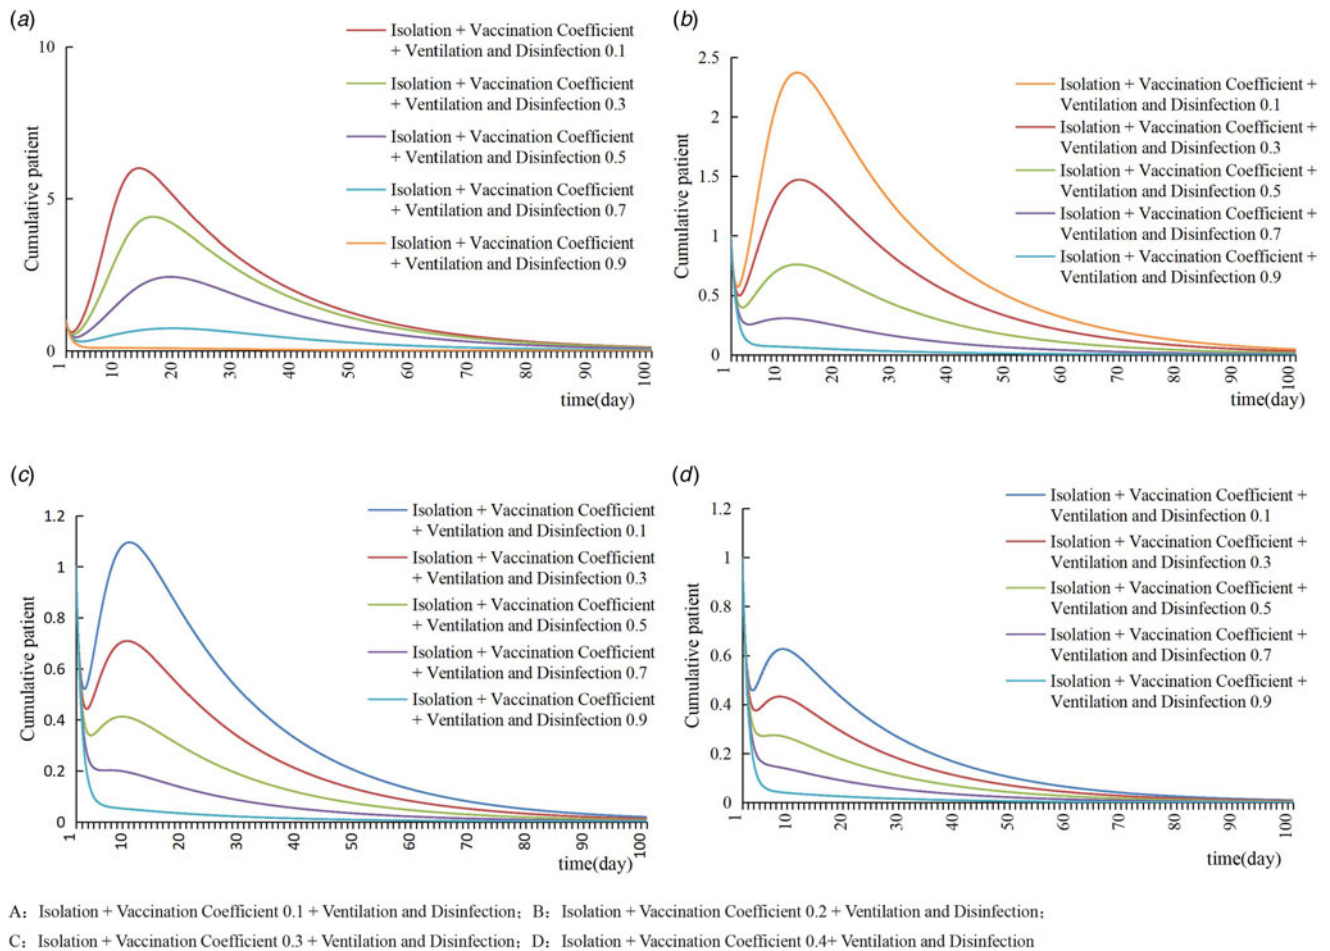 (a)
10
5
0
Cumulative patient
1
10
20
30
40
50
60
70
80
90
100
time(day)
Isolation + Vaccination Coefficient
+ Ventilation and Disinfection 0.1
Isolation + Vaccination Coefficient
+ Ventilation and Disinfection 0.3
Isolation + Vaccination Coefficient
+ Ventilation and Disinfection 0.5
Isolation + Vaccination Coefficient
+ Ventilation and Disinfection 0.7
Isolation + Vaccination Coefficient
+ Ventilation and Disinfection 0.9
(b)
2.5
2
1.5
1
0.5
0
Cumulative patient
1
10
20
30
40
50
60
70
80
90
100
time(day)
Isolation + Vaccination Coefficient +
Ventilation and Disinfection 0.1
Isolation + Vaccination Coefficient +
Ventilation and Disinfection 0.3
Isolation + Vaccination Coefficient +
Ventilation and Disinfection 0.5
Isolation + Vaccination Coefficient +
Ventilation and Disinfection 0.7
Isolation + Vaccination Coefficient +
Ventilation and Disinfection 0.9
(c)
1.2
1
0.8
0.6
0.4
0.2
0
Cumulative patient
1
10
20
30
40
50
60
70
80
90
100
time(day)
Isolation + Vaccination Coefficient
+ Ventilation and Disinfection 0.1
Isolation + Vaccination Coefficient
+ Ventilation and Disinfection 0.3
Isolation + Vaccination Coefficient
+ Ventilation and Disinfection 0.5
Isolation + Vaccination Coefficient
+ Ventilation and Disinfection 0.7
Isolation + Vaccination Coefficient
+ Ventilation and Disinfection 0.9
(d)
1.2
1
0.8
0.6
0.4
0.2
0
Cumulative patient
1
10
20
30
40
50
60
70
80
90
100
time(day)
Isolation + Vaccination Coefficient +
Ventilation and Disinfection 0.1
Isolation + Vaccination Coefficient +
Ventilation and Disinfection 0.3
Isolation + Vaccination Coefficient +
Ventilation and Disinfection 0.5
Isolation + Vaccination Coefficient +
Ventilation and Disinfection 0.7
Isolation + Vaccination Coefficient +
Ventilation and Disinfection 0.9
A: Isolation + Vaccination Coefficient 0.1 + Ventilation and Disinfection; B: Isolation + Vaccination Coefficient 0.2 + Ventilation and Disinfection;
C: Isolation + Vaccination Coefficient 0.3 + Ventilation and Disinfection; D: Isolation + Vaccination Coefficient 0.4+ Ventilation and Disinfection